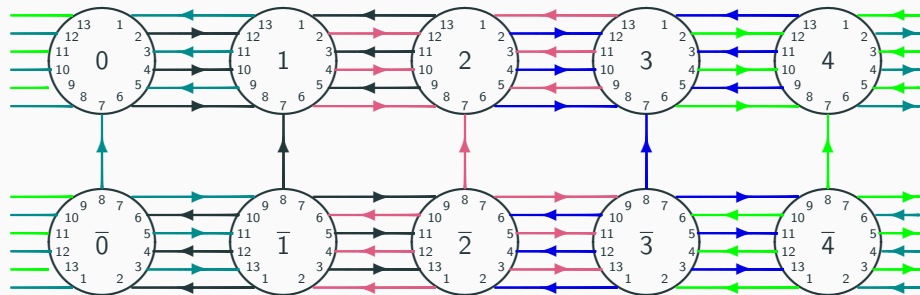 13 1 13 1 13 1 13 1 13 1
12 2 12 2 12 2 12 2 12 2
11 3 11 3 11 3 11 3 11 3
0 1 2 3 4
10 4 10 4 10 4 10 4 10 4
9 5 9 5 9 5 9 5 9 5
8 7 6 8 7 6 8 7 6 8 7 6 8 7 6
9 8 7 9 8 7 9 8 7 9 8 7 9 8 7
10 6 10 6 10 6 10 6 10 6
11 5 11 5 11 5 11 5 11 5
0̅ 1̅ 2̅ 3̅ 4̅
12 4 12 4 12 4 12 4 12 4
13 3 13 3 13 3 13 3 13 3
1 2 1 2 1 2 1 2 1 2